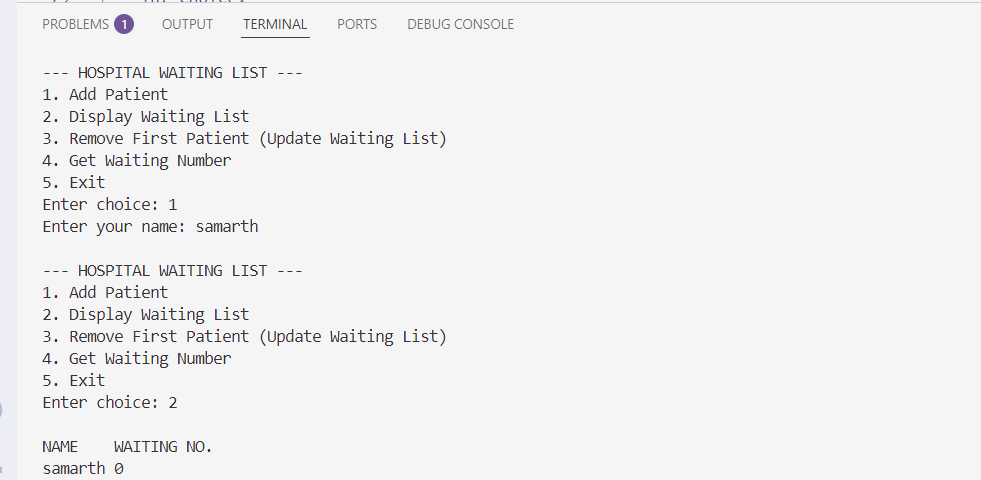 PROBLEMS 1 OUTPUT TERMINAL PORTS DEBUG CONSOLE
--- HOSPITAL WAITING LIST ---
1. Add Patient
2. Display Waiting List
3. Remove First Patient (Update Waiting List)
4. Get Waiting Number
5. Exit
Enter choice: 1
Enter your name: samarth
--- HOSPITAL WAITING LIST ---
1. Add Patient
2. Display Waiting List
3. Remove First Patient (Update Waiting List)
4. Get Waiting Number
5. Exit
Enter choice: 2
NAME    WAITING NO.
samarth 0